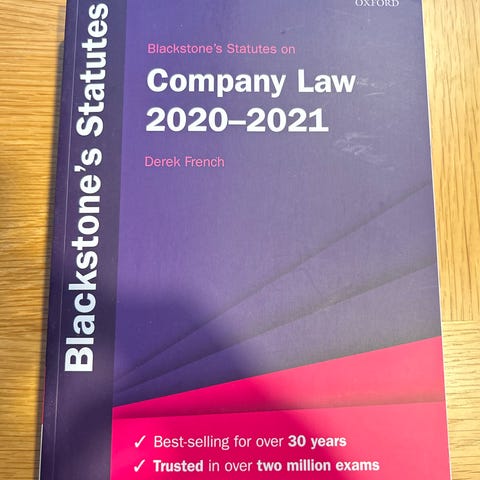 OXFORD
Blackstone's Statutes
Blackstone's Statutes on
Company Law
2020–2021
Derek French
✓ Best-selling for over 30 years
✓ Trusted in over two million exams